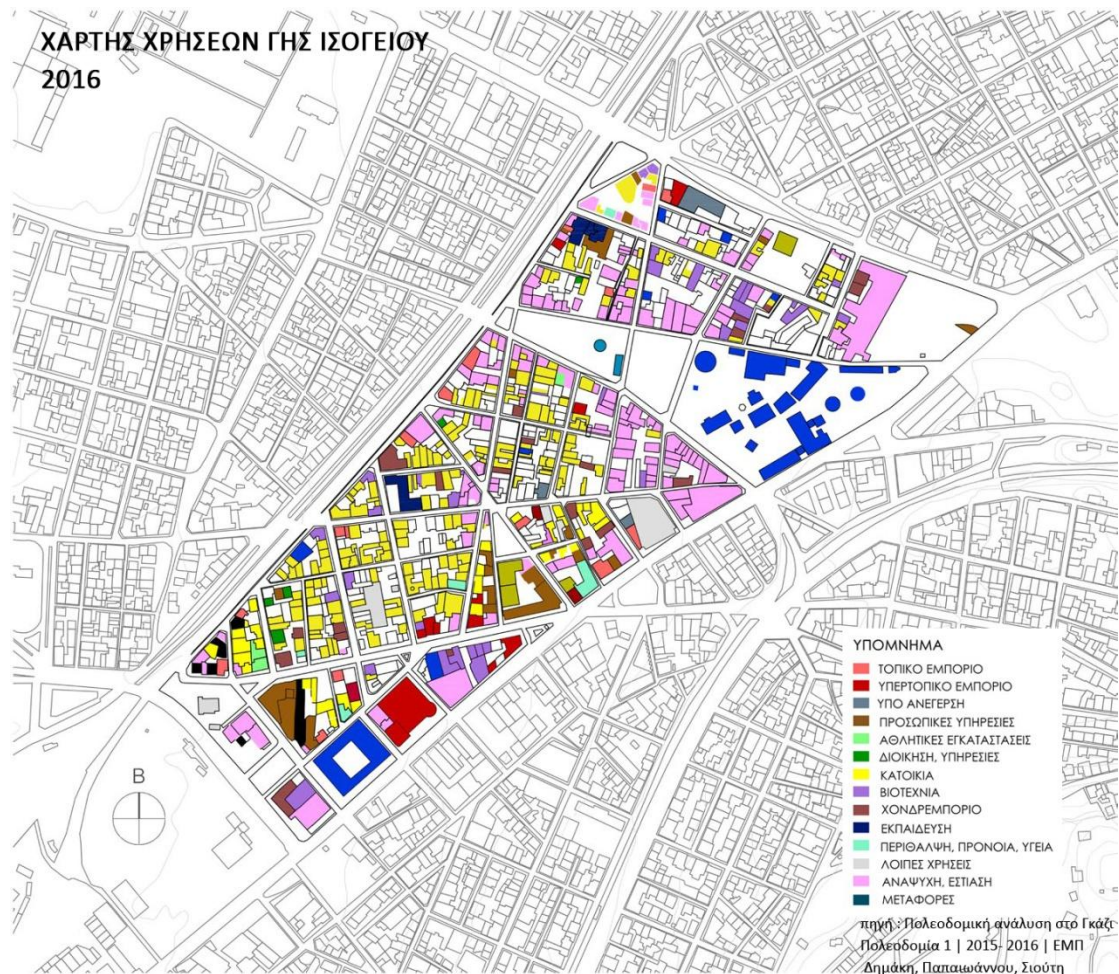 ΧΑΡΤΗΣ ΧΡΗΣΕΩΝ ΓΗΣ ΙΣΟΓΕΙΟΥ
2016
Β
ΥΠΟΜΝΗΜΑ
ΤΟΠΙΚΟ ΕΜΠΟΡΙΟ
ΥΠΕΡΤΟΠΙΚΟ ΕΜΠΟΡΙΟ
ΥΠΟ ΑΝΕΓΕΡΣΗ
ΠΡΟΣΩΠΙΚΕΣ ΥΠΗΡΕΣΙΕΣ
ΑΘΛΗΤΙΚΕΣ ΕΓΚΑΤΑΣΤΑΣΕΙΣ
ΔΙΟΙΚΗΣΗ, ΥΠΗΡΕΣΙΕΣ
ΚΑΤΟΙΚΙΑ
ΒΙΟΤΕΧΝΙΑ
ΧΟΝΔΡΕΜΠΟΡΙΟ
ΕΚΠΑΙΔΕΥΣΗ
ΠΕΡΙΘΑΛΨΗ, ΠΡΟΝΟΙΑ, ΥΓΕΙΑ
ΛΟΙΠΕΣ ΧΡΗΣΕΙΣ
ΑΝΑΨΥΧΗ, ΕΣΤΙΑΣΗ
ΜΕΤΑΦΟΡΕΣ
πηγή : Πολεοδομική ανάλυση στο Γκάζι
Πολεοδομία 1 | 2015- 2016 | ΕΜΠ
Δημάκη, Παπαιωάννου, Σιούτη